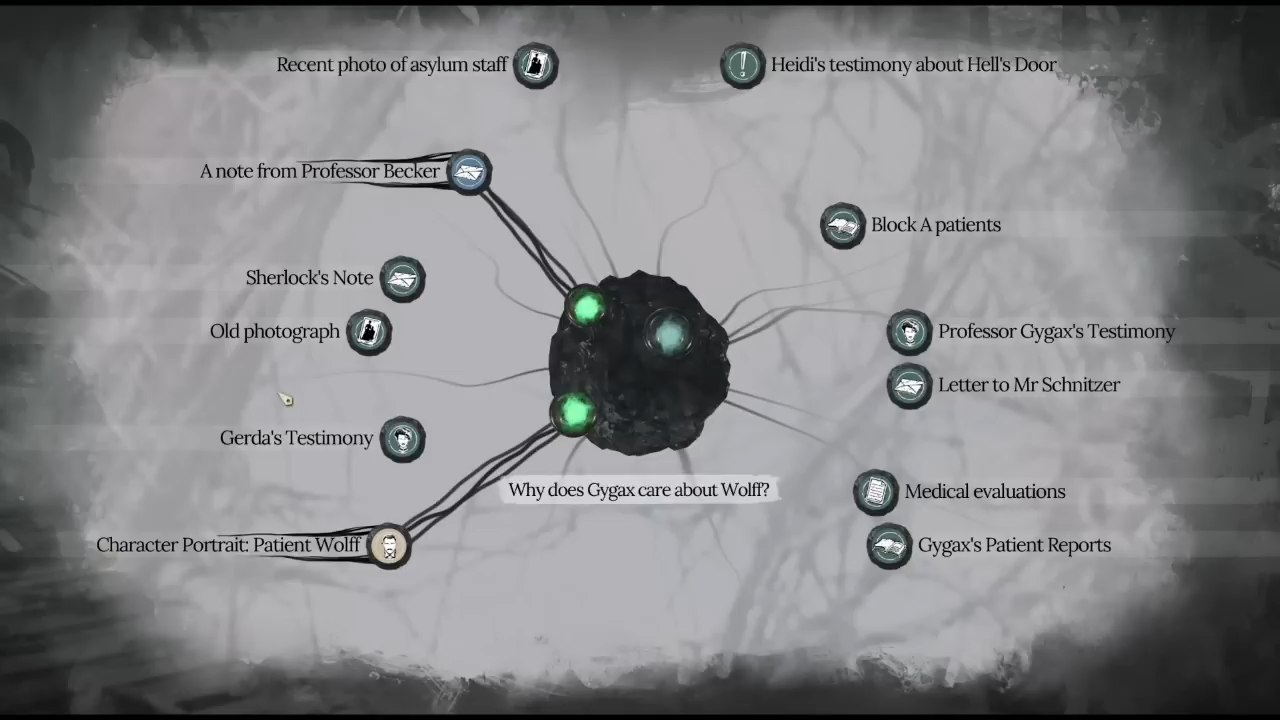 Recent photo of asylum staff
Heidi's testimony about Hell's Door
A note from Professor Becker
Block A patients
Sherlock's Note
Old photograph
Professor Gygax's Testimony
Letter to Mr Schnitzer
Gerda's Testimony
Why does Gygax care about Wolff?
Medical evaluations
Character Portrait: Patient Wolff
Gygax's Patient Reports